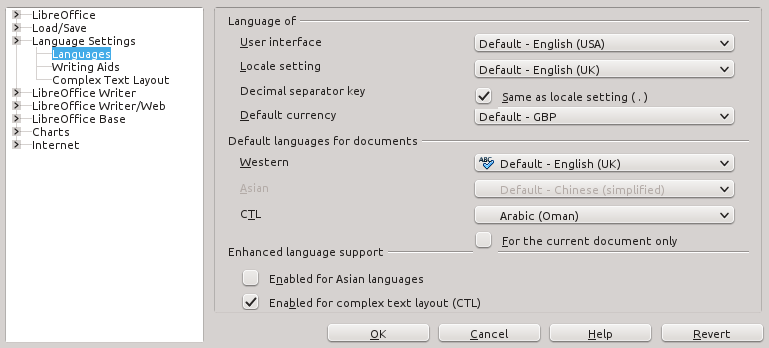 LibreOffice
Load/Save
Language Settings
Languages
Writing Aids
Complex Text Layout
LibreOffice Writer
LibreOffice Writer/Web
LibreOffice Base
Charts
Internet
Language of
User interface
Default - English (USA)
Locale setting
Default - English (UK)
Decimal separator key
Same as locale setting ( . )
Default currency
Default - GBP
Default languages for documents
Western
ABC Default - English (UK)
Asian
Default - Chinese (simplified)
CTL
Arabic (Oman)
For the current document only
Enhanced language support
Enabled for Asian languages
Enabled for complex text layout (CTL)
OK
Cancel
Help
Revert